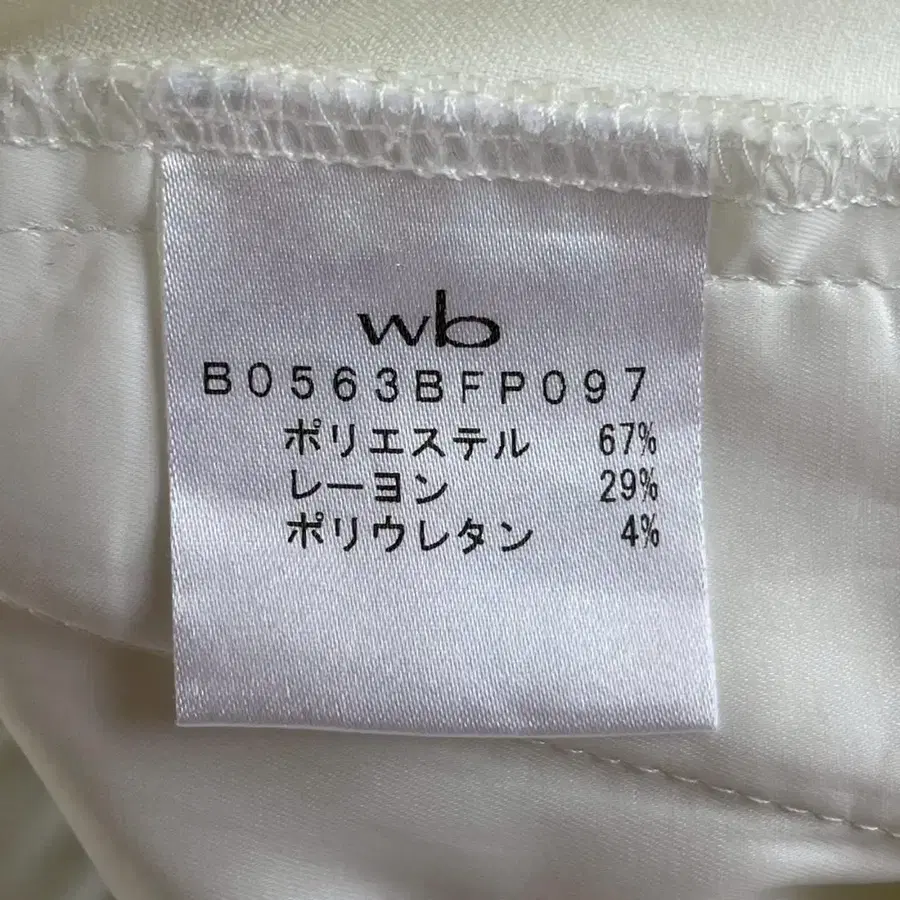 wb
B0563BFP097
ポリエステル 67%
レーヨン 29%
ポリウレタン 4%